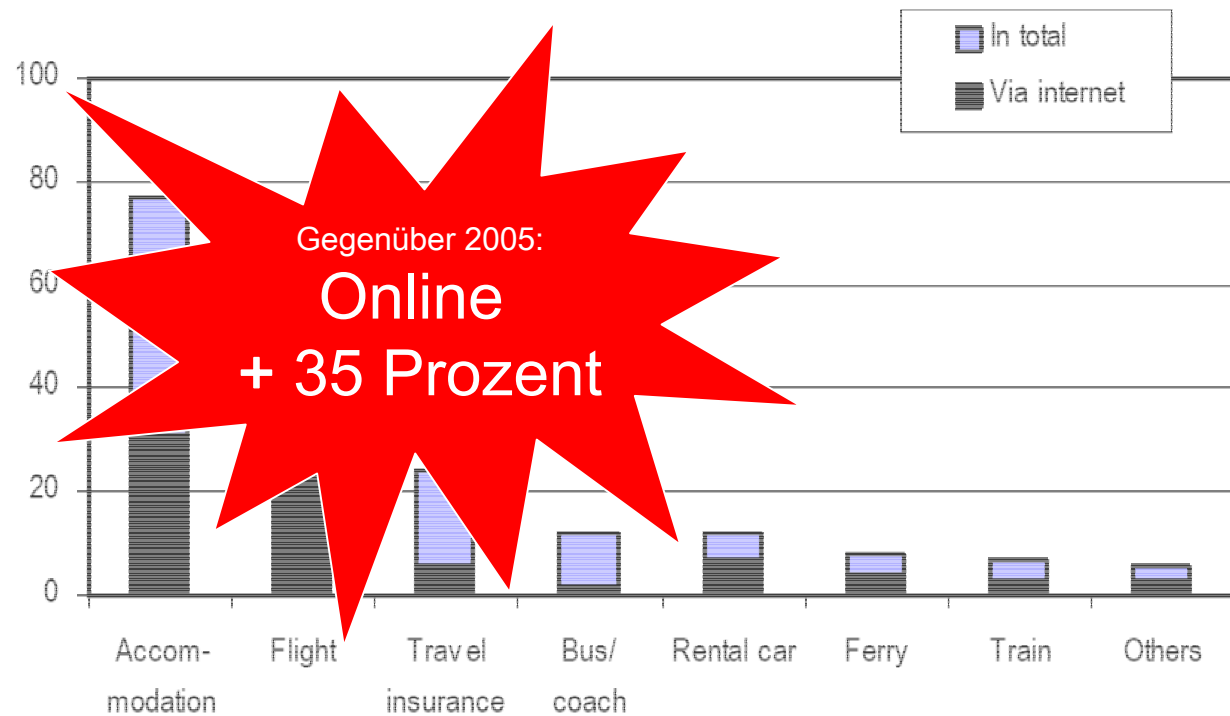 In total
Via internet
100
80
60
40
20
0
Gegenüber 2005:
Online
+ 35 Prozent
Accom-
modation
Flight
Travel
insurance
Bus/
coach
Rental car
Ferry
Train
Others